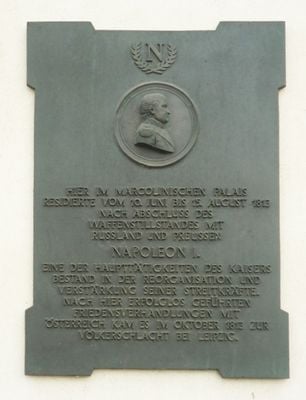 N
HIER IM MARCOLINISCHEN PALAIS
RESIDIERTE VOM 10. JUNI BIS 15. AUGUST 1813
NACH ABSCHLUSS DES
WAFFENSTILLSTANDES MIT
RUSSLAND UND PREUSSEN
NAPOLEON I.
EINE DER HAUPTTÄTIGKEITEN DES KAISERS
BESTAND IN DER REORGANISATION UND
VERSTÄRKUNG SEINER STREITKRÄFTE.
NACH HIER ERFOLGLOS GEFÜHRTEN
FRIEDENSVERHANDLUNGEN MIT
ÖSTERREICH KAM ES IM OKTOBER 1813 ZUR
VÖLKERSCHLACHT BEI LEIPZIG.